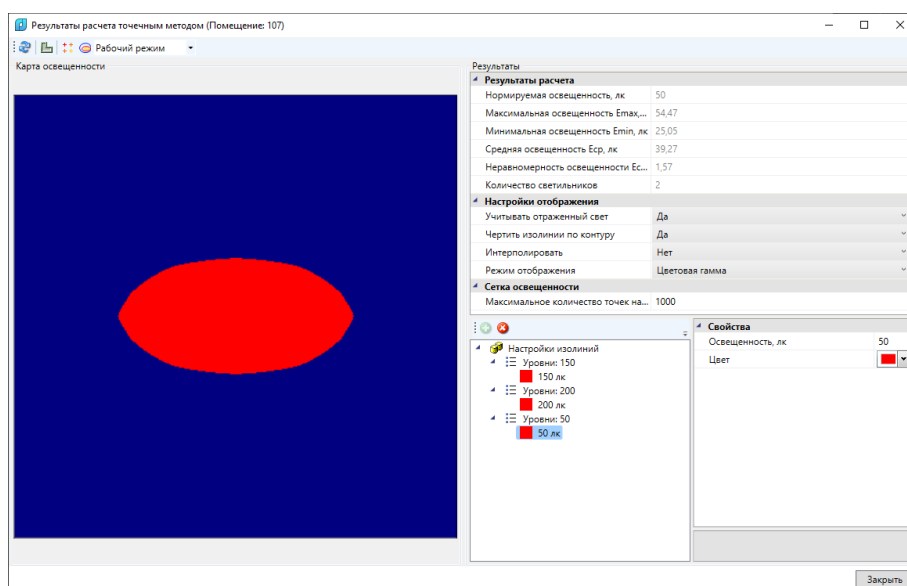 Результаты расчета точечным методом (Помещение: 107)
Рабочий режим
Карта освещенности
Результаты
Результаты расчета
Нормируемая освещенность, лк 50
Максимальная освещенность Emax,... 54,47
Минимальная освещенность Emin, лк 25,05
Средняя освещенность Eср, лк 39,27
Неравномерность освещенности Ес... 1,57
Количество светильников 2
Настройки отображения
Учитывать отраженный свет Да
Чертить изолинии по контуру Да
Интерполировать Нет
Режим отображения Цветовая гамма
Сетка освещенности
Максимальное количество точек на... 1000
Настройки изолиний
Уровни: 150
150 лк
Уровни: 200
200 лк
Уровни: 50
50 лк
Свойства
Освещенность, лк 50
Цвет
Закрыть